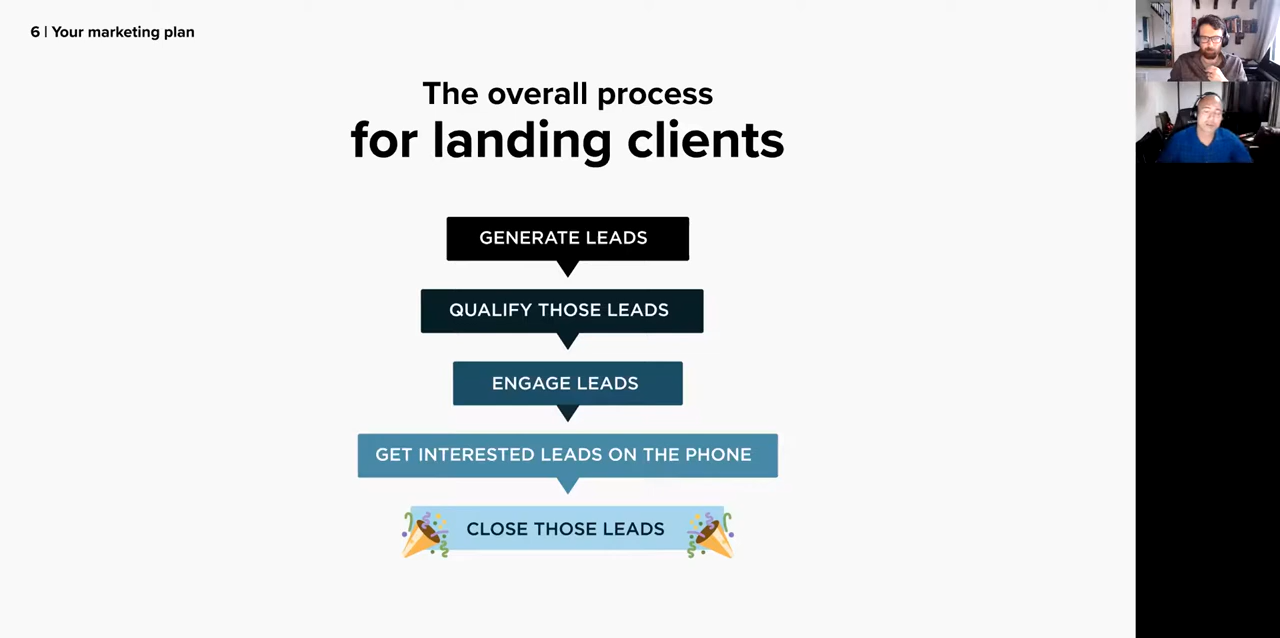 6 | Your marketing plan
The overall process
for landing clients
GENERATE LEADS
QUALIFY THOSE LEADS
ENGAGE LEADS
GET INTERESTED LEADS ON THE PHONE
CLOSE THOSE LEADS